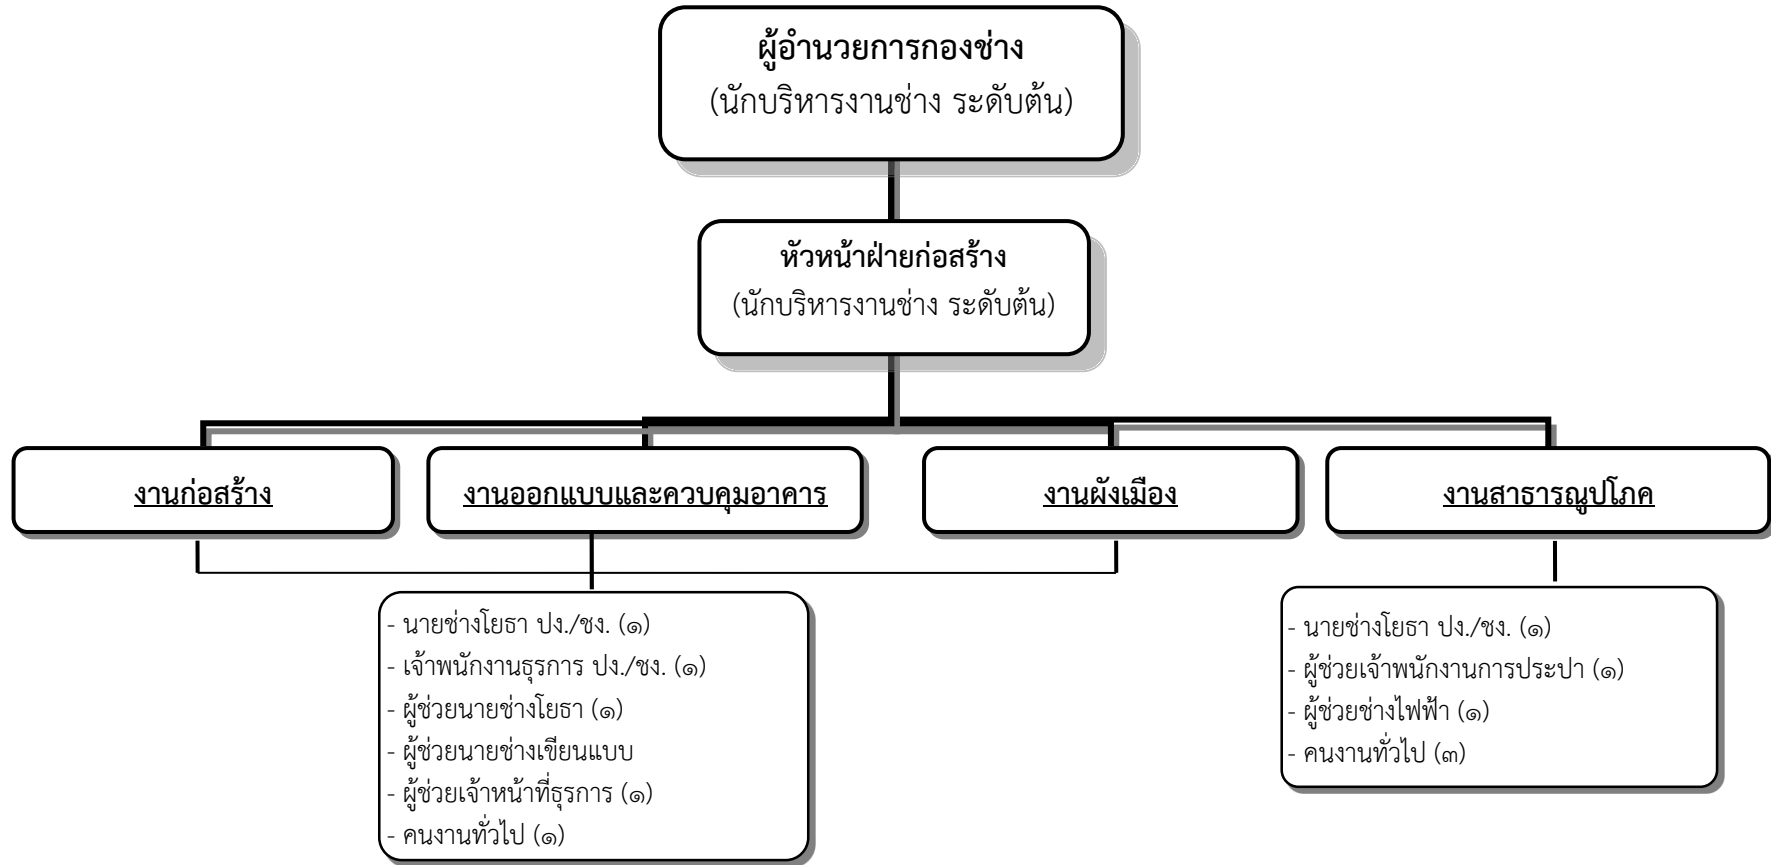 ผู้อำนวยการกองช่าง
(นักบริหารงานช่าง ระดับต้น)
หัวหน้าฝ่ายก่อสร้าง
(นักบริหารงานช่าง ระดับต้น)
งานก่อสร้าง
งานออกแบบและควบคุมอาคาร
งานผังเมือง
งานสาธารณูปโภค
- นายช่างโยธา ปง./ชง. (๑)
- เจ้าพนักงานธุรการ ปง./ชง. (๑)
- ผู้ช่วยนายช่างโยธา (๑)
- ผู้ช่วยนายช่างเขียนแบบ
- ผู้ช่วยเจ้าหน้าที่ธุรการ (๑)
- คนงานทั่วไป (๑)
- นายช่างโยธา ปง./ชง. (๑)
- ผู้ช่วยเจ้าพนักงานการประปา (๑)
- ผู้ช่วยช่างไฟฟ้า (๑)
- คนงานทั่วไป (๓)